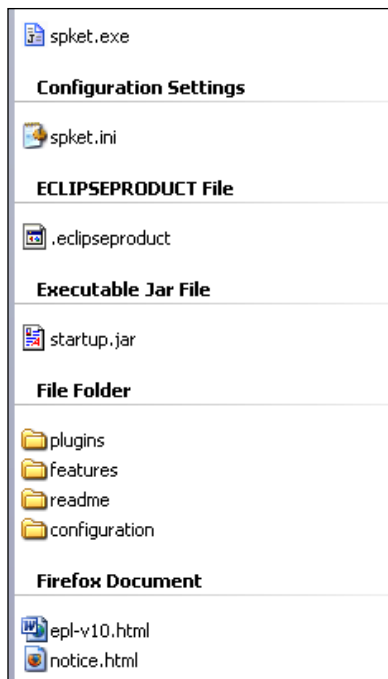 spket.exe
Configuration Settings
spket.ini
ECLIPSEPRODUCT File
.eclipseproduct
Executable Jar File
startup.jar
File Folder
plugins
features
readme
configuration
Firefox Document
epl-v10.html
notice.html